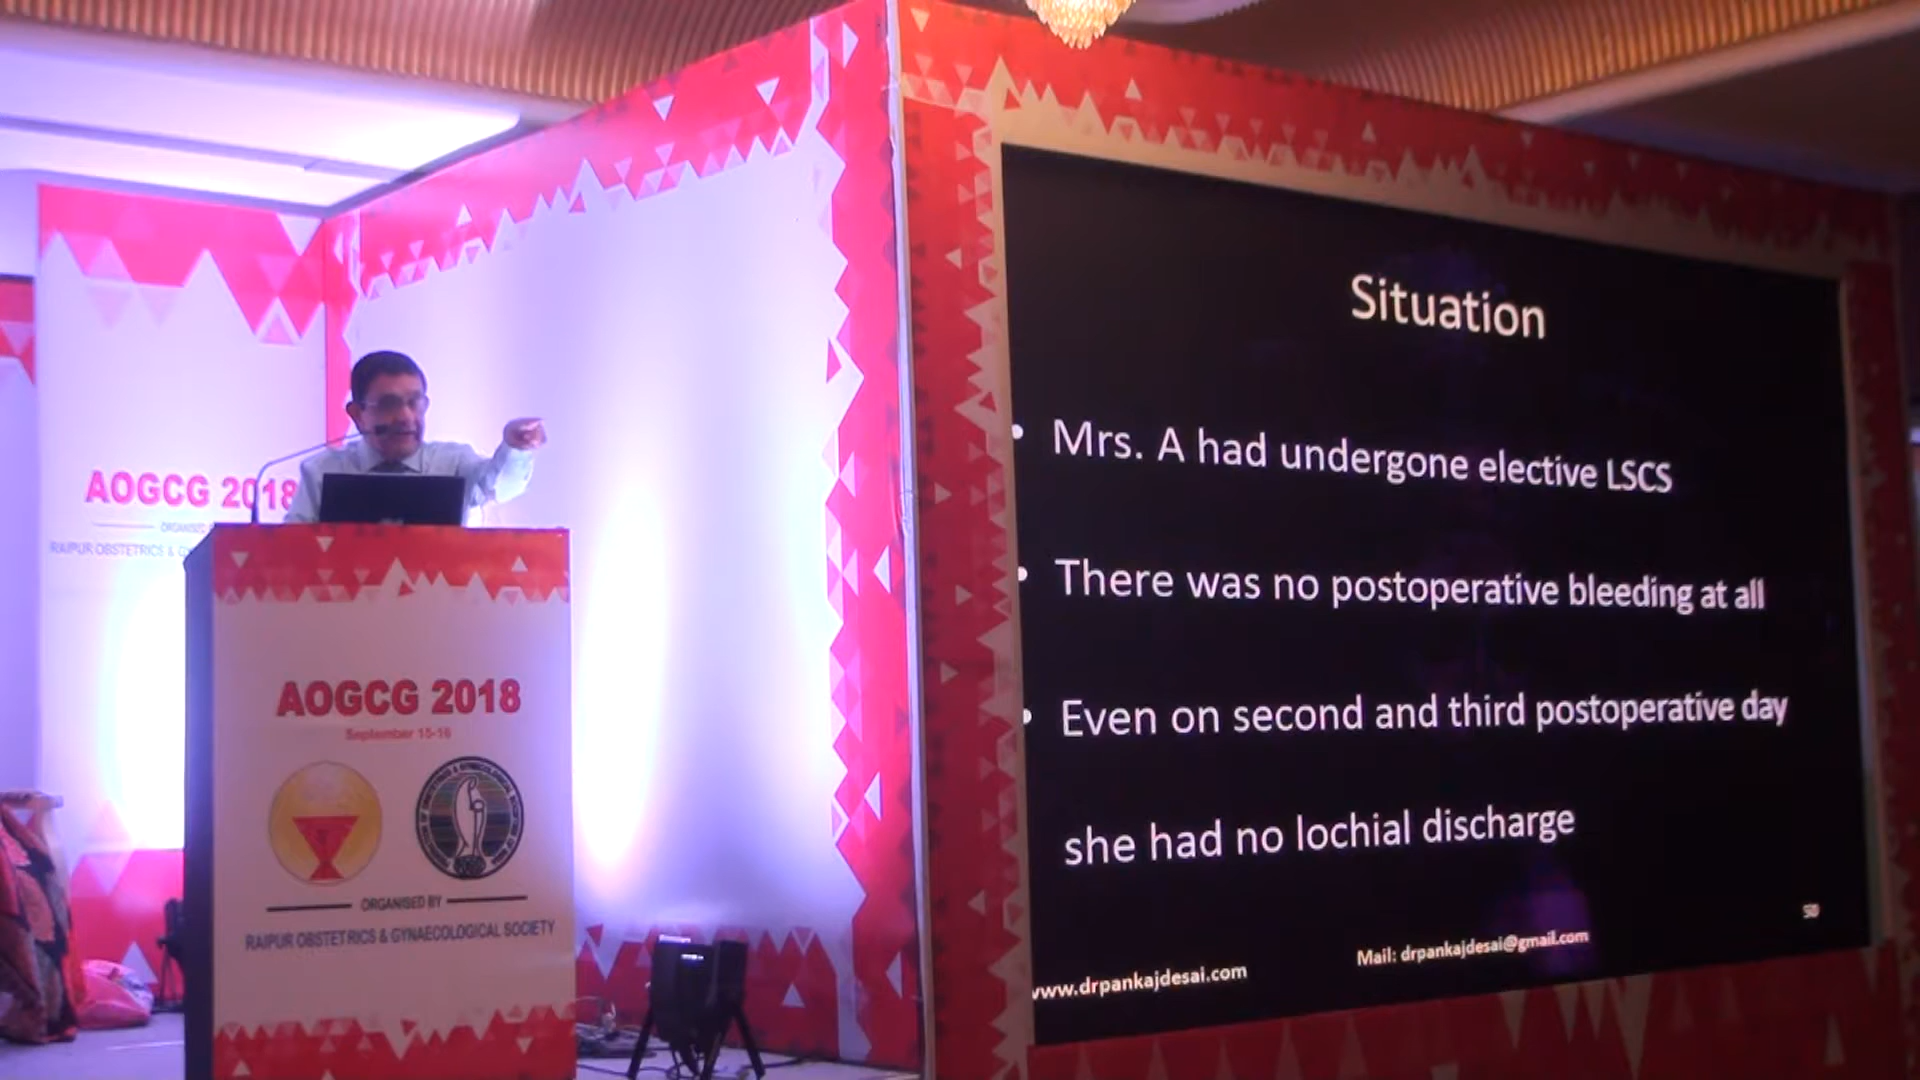 AOGCG 2018
RAIPUR OBSTETRICS &
AOGCG 2018
September 15-16
ORGANISED BY
RAIPUR OBSTETRICS & GYNAECOLOGICAL SOCIETY
Situation
• Mrs. A had undergone elective LSCS
• There was no postoperative bleeding at all
• Even on second and third postoperative day
she had no lochial discharge
50
www.drpankajdesai.com
Mail: drpankajdesai@gmail.com